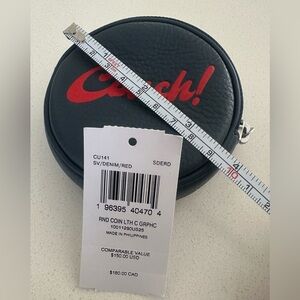 Coach!
CU141
SV/DENIM/RED SDERD
1 96395 40470 4
RND COIN LTH C GRPHC
MADE IN PHILIPPINES
COMPARABLE VALUE
$150.00 USD
$180.00 CAD